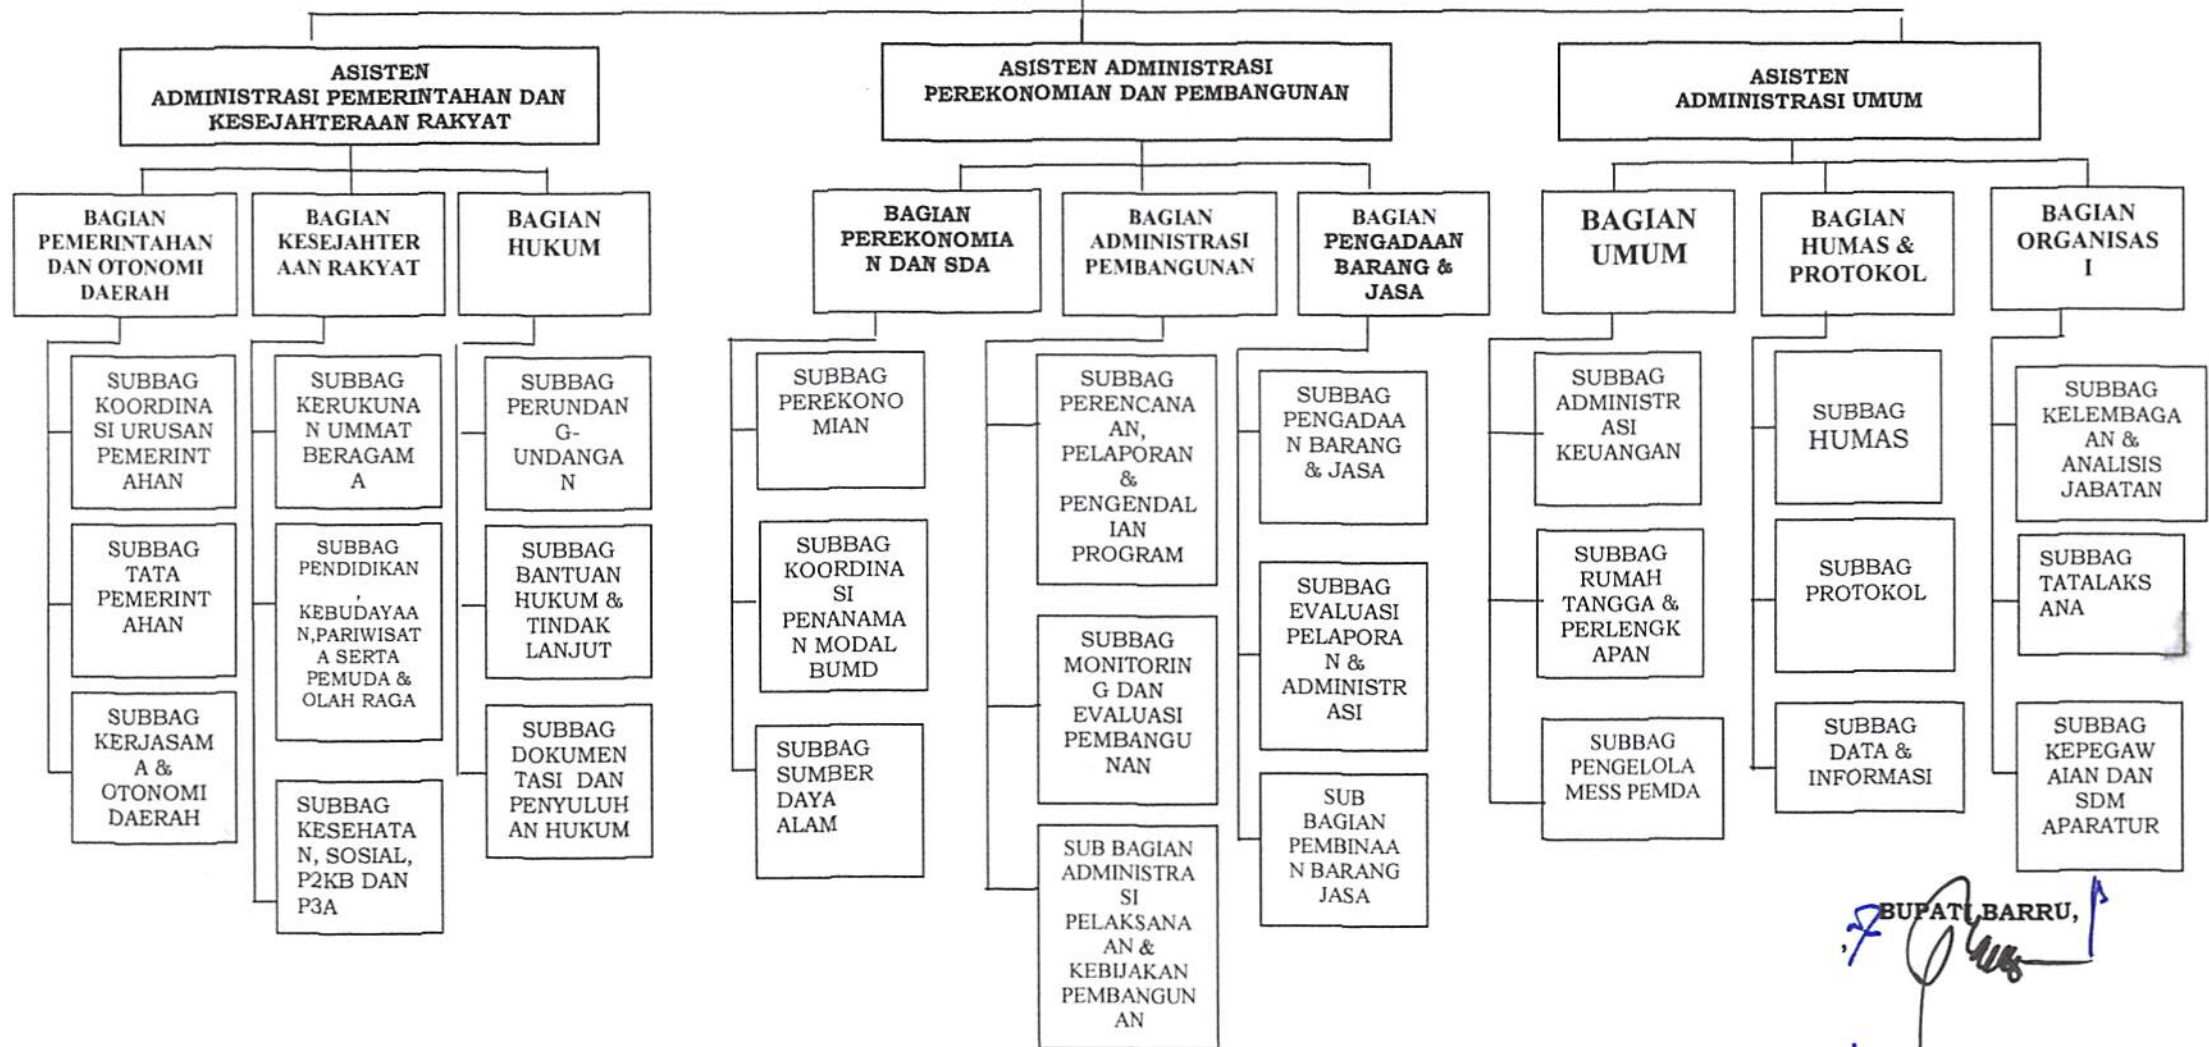 ASISTEN
ADMINISTRASI PEMERINTAHAN DAN
KESEJAHTERAAN RAKYAT
ASISTEN ADMINISTRASI
PEREKONOMIAN DAN PEMBANGUNAN
ASISTEN
ADMINISTRASI UMUM
BAGIAN
PEMERINTAHAN
DAN OTONOMI
DAERAH
BAGIAN
KESEJAHTER
AAN RAKYAT
BAGIAN
HUKUM
BAGIAN
PEREKONOMIA
N DAN SDA
BAGIAN
ADMINISTRASI
PEMBANGUNAN
BAGIAN
PENGADAAN
BARANG &
JASA
BAGIAN
UMUM
BAGIAN
HUMAS &
PROTOKOL
BAGIAN
ORGANISAS
I
SUBBAG
KOORDINA
SI URUSAN
PEMERINT
AHAN
SUBBAG
TATA
PEMERINT
AHAN
SUBBAG
KERJASAM
A &
OTONOMI
DAERAH
SUBBAG
KERUKUNA
N UMMAT
BERAGAM
A
SUBBAG
PENDIDIKAN
,
KEBUDAYAA
N,PARIWISAT
A SERTA
PEMUDA &
OLAH RAGA
SUBBAG
KESEHATA
N, SOSIAL,
P2KB DAN
P3A
SUBBAG
PERUNDAN
G-
UNDANGA
N
SUBBAG
BANTUAN
HUKUM &
TINDAK
LANJUT
SUBBAG
DOKUMEN
TASI DAN
PENYULUH
AN HUKUM
SUBBAG
PEREKONO
MIAN
SUBBAG
KOORDINA
SI
PENANAMA
N MODAL
BUMD
SUBBAG
SUMBER
DAYA
ALAM
SUBBAG
PERENCANA
AN,
PELAPORAN
&
PENGENDAL
IAN
PROGRAM
SUBBAG
MONITORIN
G DAN
EVALUASI
PEMBANGU
NAN
SUB BAGIAN
ADMINISTRA
SI
PELAKSANA
AN &
KEBIJAKAN
PEMBANGUN
AN
SUBBAG
PENGADAA
N BARANG
& JASA
SUBBAG
EVALUASI
PELAPORA
N &
ADMINISTR
ASI
SUB
BAGIAN
PEMBINAA
N BARANG
JASA
SUBBAG
ADMINISTR
ASI
KEUANGAN
SUBBAG
RUMAH
TANGGA &
PERLENGK
APAN
SUBBAG
PENGELOLA
MESS PEMDA
SUBBAG
HUMAS
SUBBAG
PROTOKOL
SUBBAG
DATA &
INFORMASI
SUBBAG
KELEMBAGA
AN &
ANALISIS
JABATAN
SUBBAG
TATALAKS
ANA
SUBBAG
KEPEGAW
AIAN DAN
SDM
APARATUR
BUPATI BARRU,